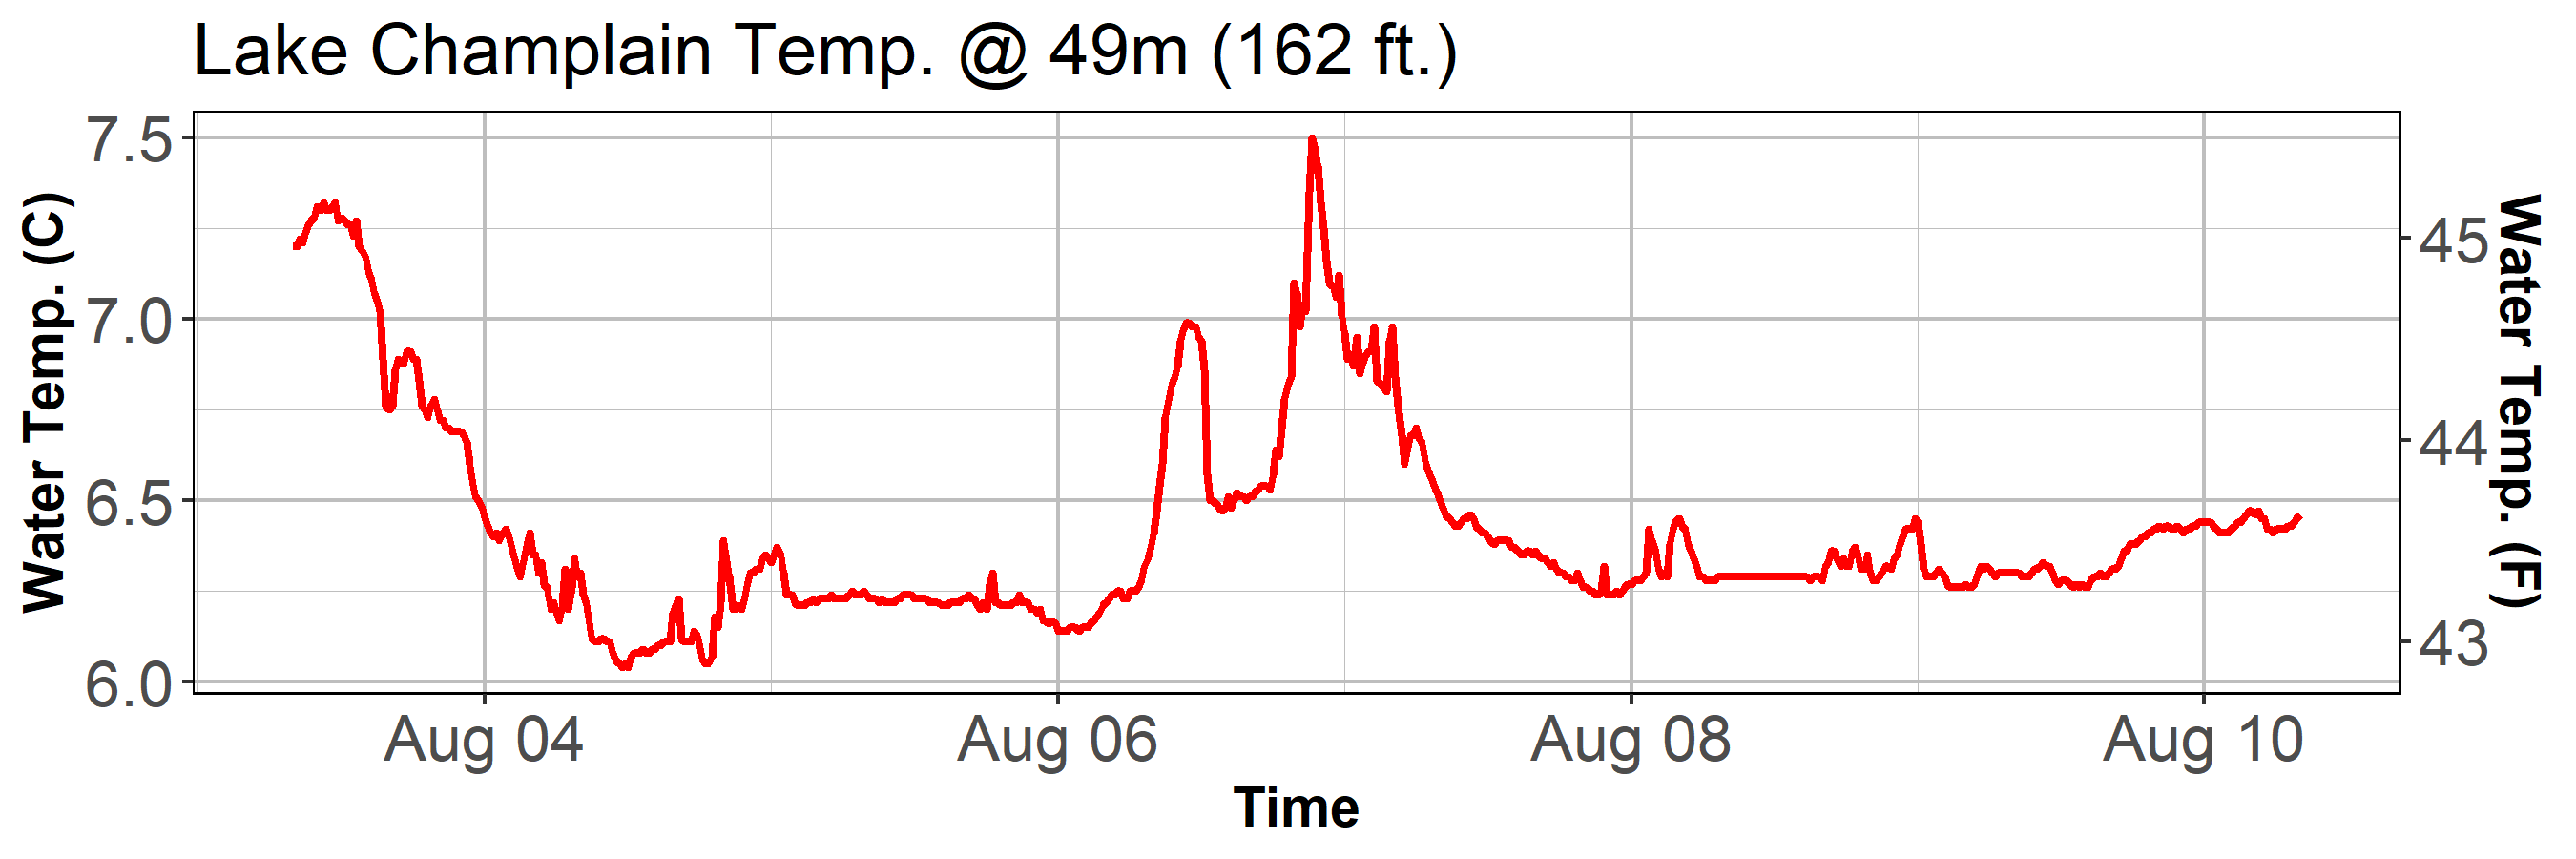 Lake Champlain Temp. @ 49m (162 ft.)
Water Temp. (C)
7.5
7.0
6.5
6.0
45
44
43
Water Temp. (F)
Aug 04 Aug 06 Aug 08 Aug 10
Time